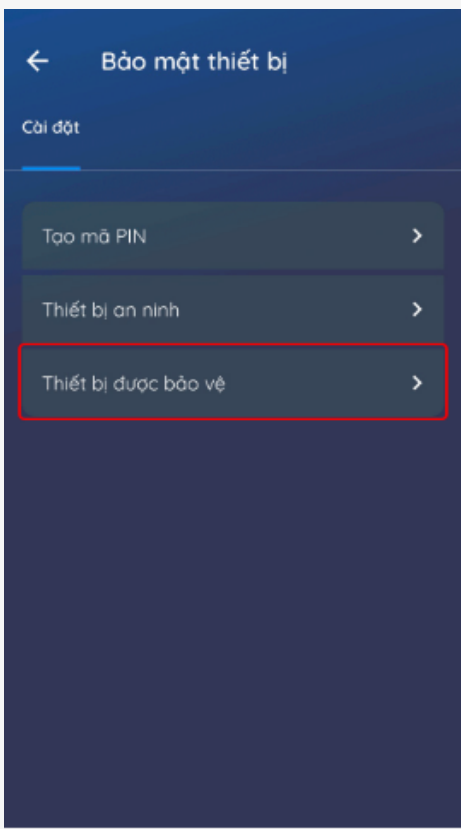 Bảo mật thiết bị
Cài đặt
Tạo mã PIN
Thiết bị an ninh
Thiết bị được bảo vệ